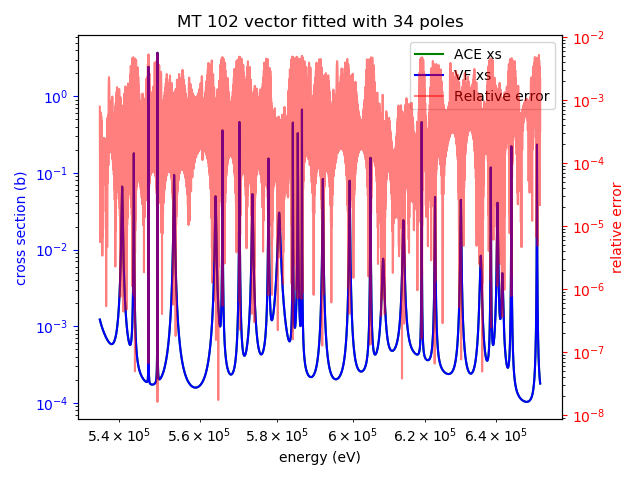 MT 102 vector fitted with 34 poles
ACE xs
VF xs
Relative error
cross section (b)
10⁰
10⁻¹
10⁻²
10⁻³
10⁻⁴
10⁻²
10⁻³
10⁻⁴
10⁻⁵
10⁻⁶
10⁻⁷
10⁻⁸
relative error
5.4 × 10⁵ 5.6 × 10⁵ 5.8 × 10⁵ 6 × 10⁵ 6.2 × 10⁵ 6.4 × 10⁵
energy (eV)